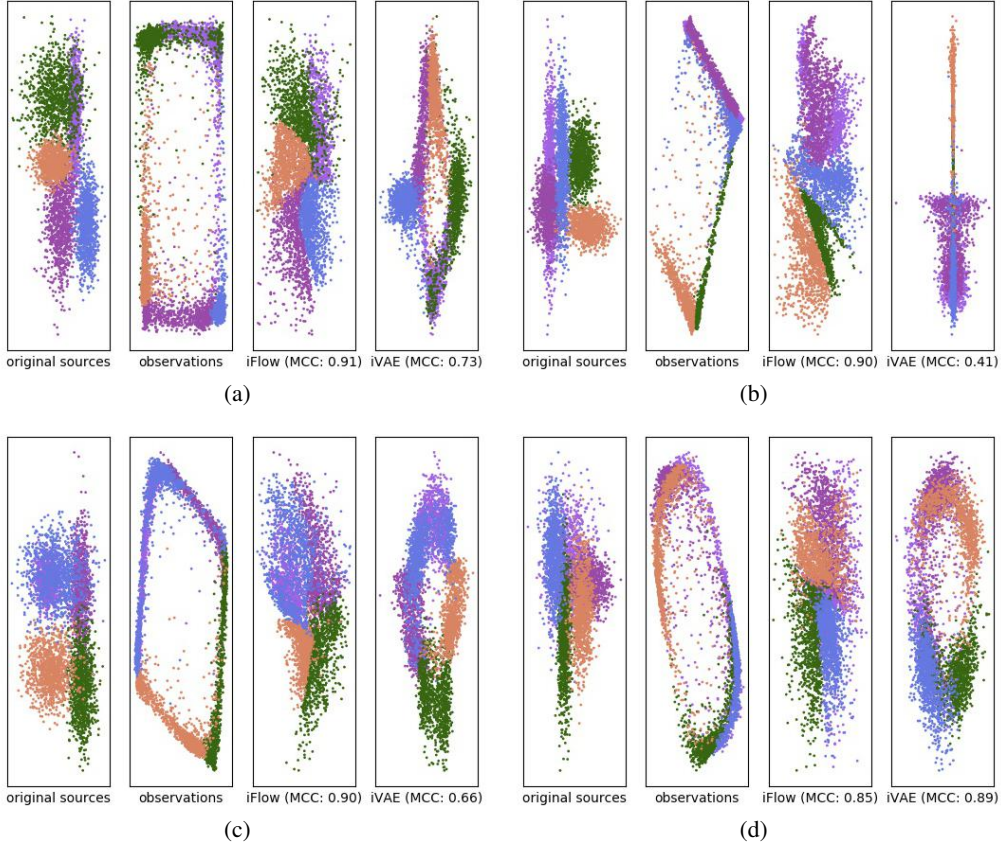 original sources observations iFlow (MCC: 0.91) iVAE (MCC: 0.73)
(a)
original sources observations iFlow (MCC: 0.90) iVAE (MCC: 0.41)
(b)
original sources observations iFlow (MCC: 0.90) iVAE (MCC: 0.66)
(c)
original sources observations iFlow (MCC: 0.85) iVAE (MCC: 0.89)
(d)